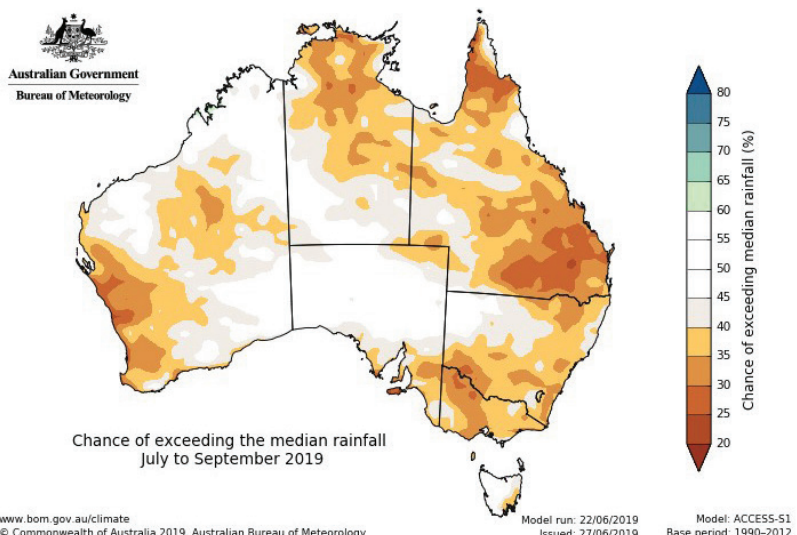 Australian Government
Bureau of Meteorology
80
75
70
65
60
55
50
45
40
35
30
25
20
Chance of exceeding median rainfall (%)
Chance of exceeding the median rainfall
July to September 2019
www.bom.gov.au/climate
© Commonwealth of Australia 2019, Australian Bureau of Meteorology
Model run: 22/06/2019
Issued: 27/06/2019
Model: ACCESS-S1
Base period: 1990–2012